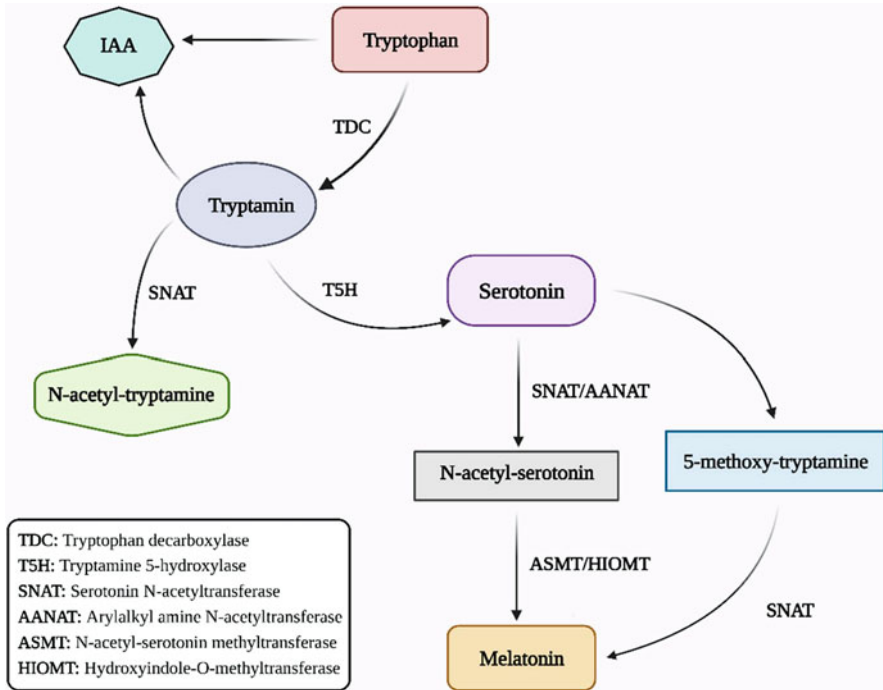 IAA
Tryptophan
TDC
Tryptamin
SNAT
T5H
Serotonin
N-acetyl-tryptamine
SNAT/AANAT
N-acetyl-serotonin
5-methoxy-tryptamine
ASMT/HIOMT
SNAT
Melatonin
TDC: Tryptophan decarboxylase
T5H: Tryptamine 5-hydroxylase
SNAT: Serotonin N-acetyltransferase
AANAT: Arylalkyl amine N-acetyltransferase
ASMT: N-acetyl-serotonin methyltransferase
HIOMT: Hydroxyindole-O-methyltransferase